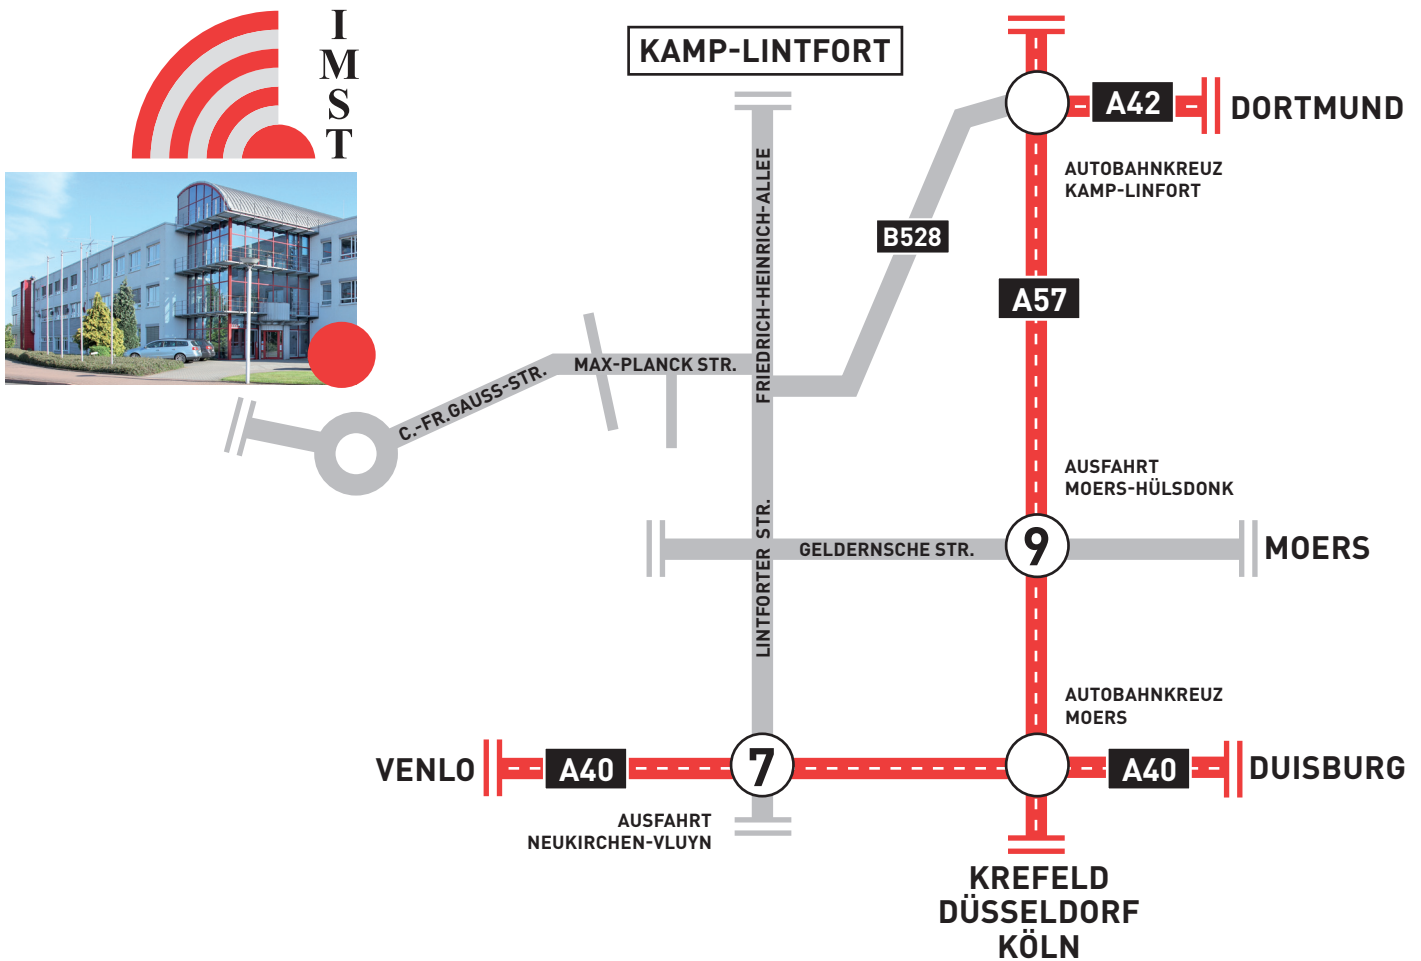 I
M
S
T
KAMP-LINTFORT
A42
DORTMUND
AUTOBAHNKREUZ
KAMP-LINFORT
FRIEDRICH-HEINRICH-ALLEE
B528
A57
MAX-PLANCK STR.
C.-FR.GAUSS-STR.
AUSFAHRT
MOERS-HÜLSDONK
LINTFORTER STR.
GELDERNSCHE STR.
9
MOERS
AUTOBAHNKREUZ
MOERS
VENLO
A40
7
A40
DUISBURG
AUSFAHRT
NEUKIRCHEN-VLUYN
KREFELD
DÜSSELDORF
KÖLN